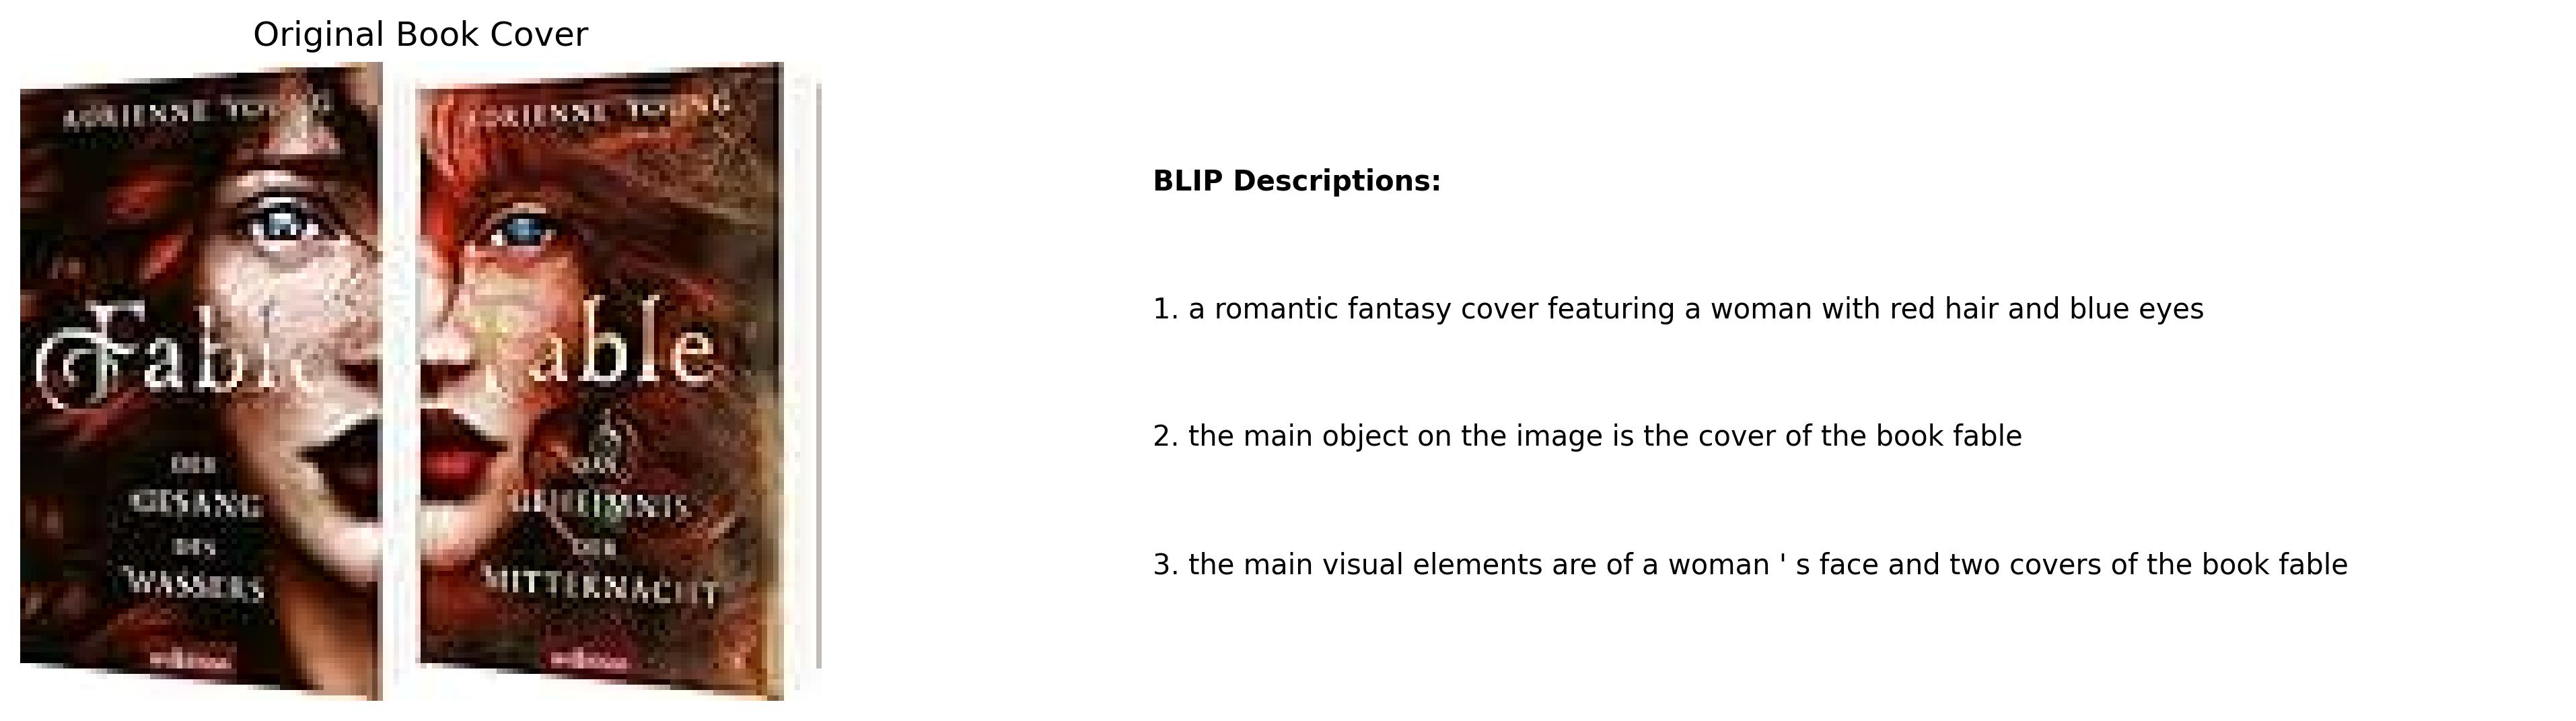 Original Book Cover
ADRIENNE YOUNG
Fable
DER
GESANG
DES
WASSERS
ADRIENNE YOUNG
able
DAS
GEHEIMNIS
DER
MITTERNACHT
BLIP Descriptions:
1. a romantic fantasy cover featuring a woman with red hair and blue eyes
2. the main object on the image is the cover of the book fable
3. the main visual elements are of a woman ' s face and two covers of the book fable